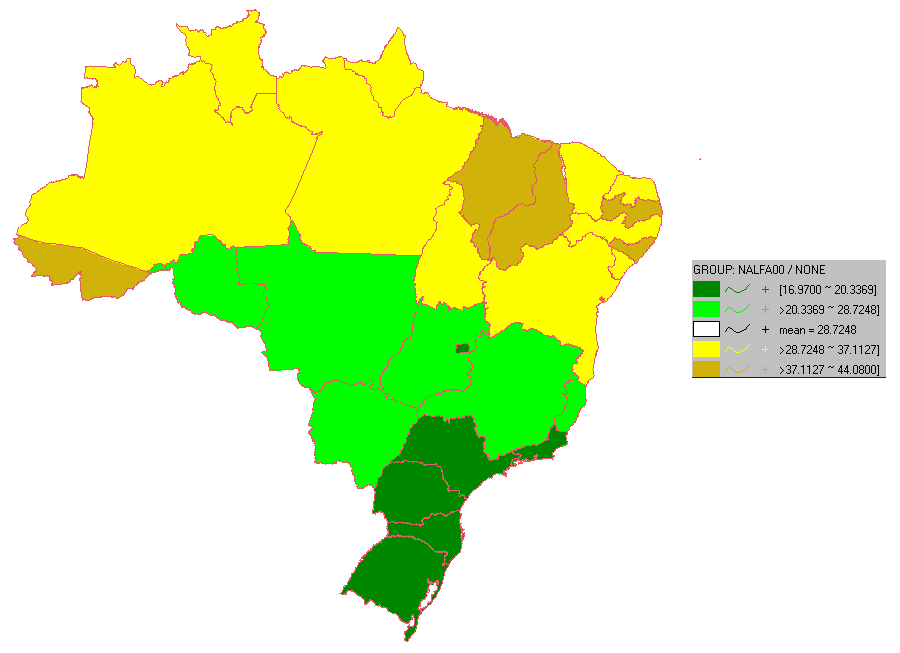 GROUP: NALFA00 / NONE
[16.9700 ~ 20.3369]
>20.3369 ~ 28.7248]
mean = 28.7248
>28.7248 ~ 37.1127]
>37.1127 ~ 44.0800]